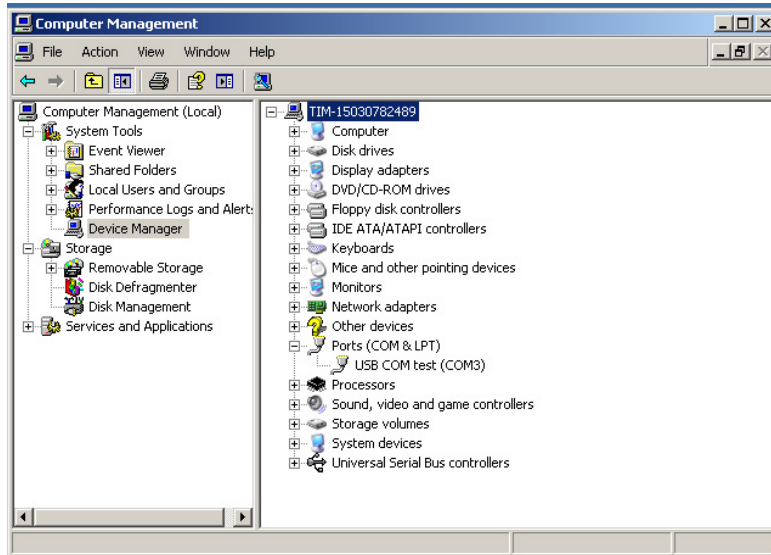 Computer Management
File Action View Window Help
Computer Management (Local)
System Tools
Event Viewer
Shared Folders
Local Users and Groups
Performance Logs and Alert:
Device Manager
Storage
Removable Storage
Disk Defragmenter
Disk Management
Services and Applications
TIM-15030782489
Computer
Disk drives
Display adapters
DVD/CD-ROM drives
Floppy disk controllers
IDE ATA/ATAPI controllers
Keyboards
Mice and other pointing devices
Monitors
Network adapters
Other devices
Ports (COM & LPT)
USB COM test (COM3)
Processors
Sound, video and game controllers
Storage volumes
System devices
Universal Serial Bus controllers